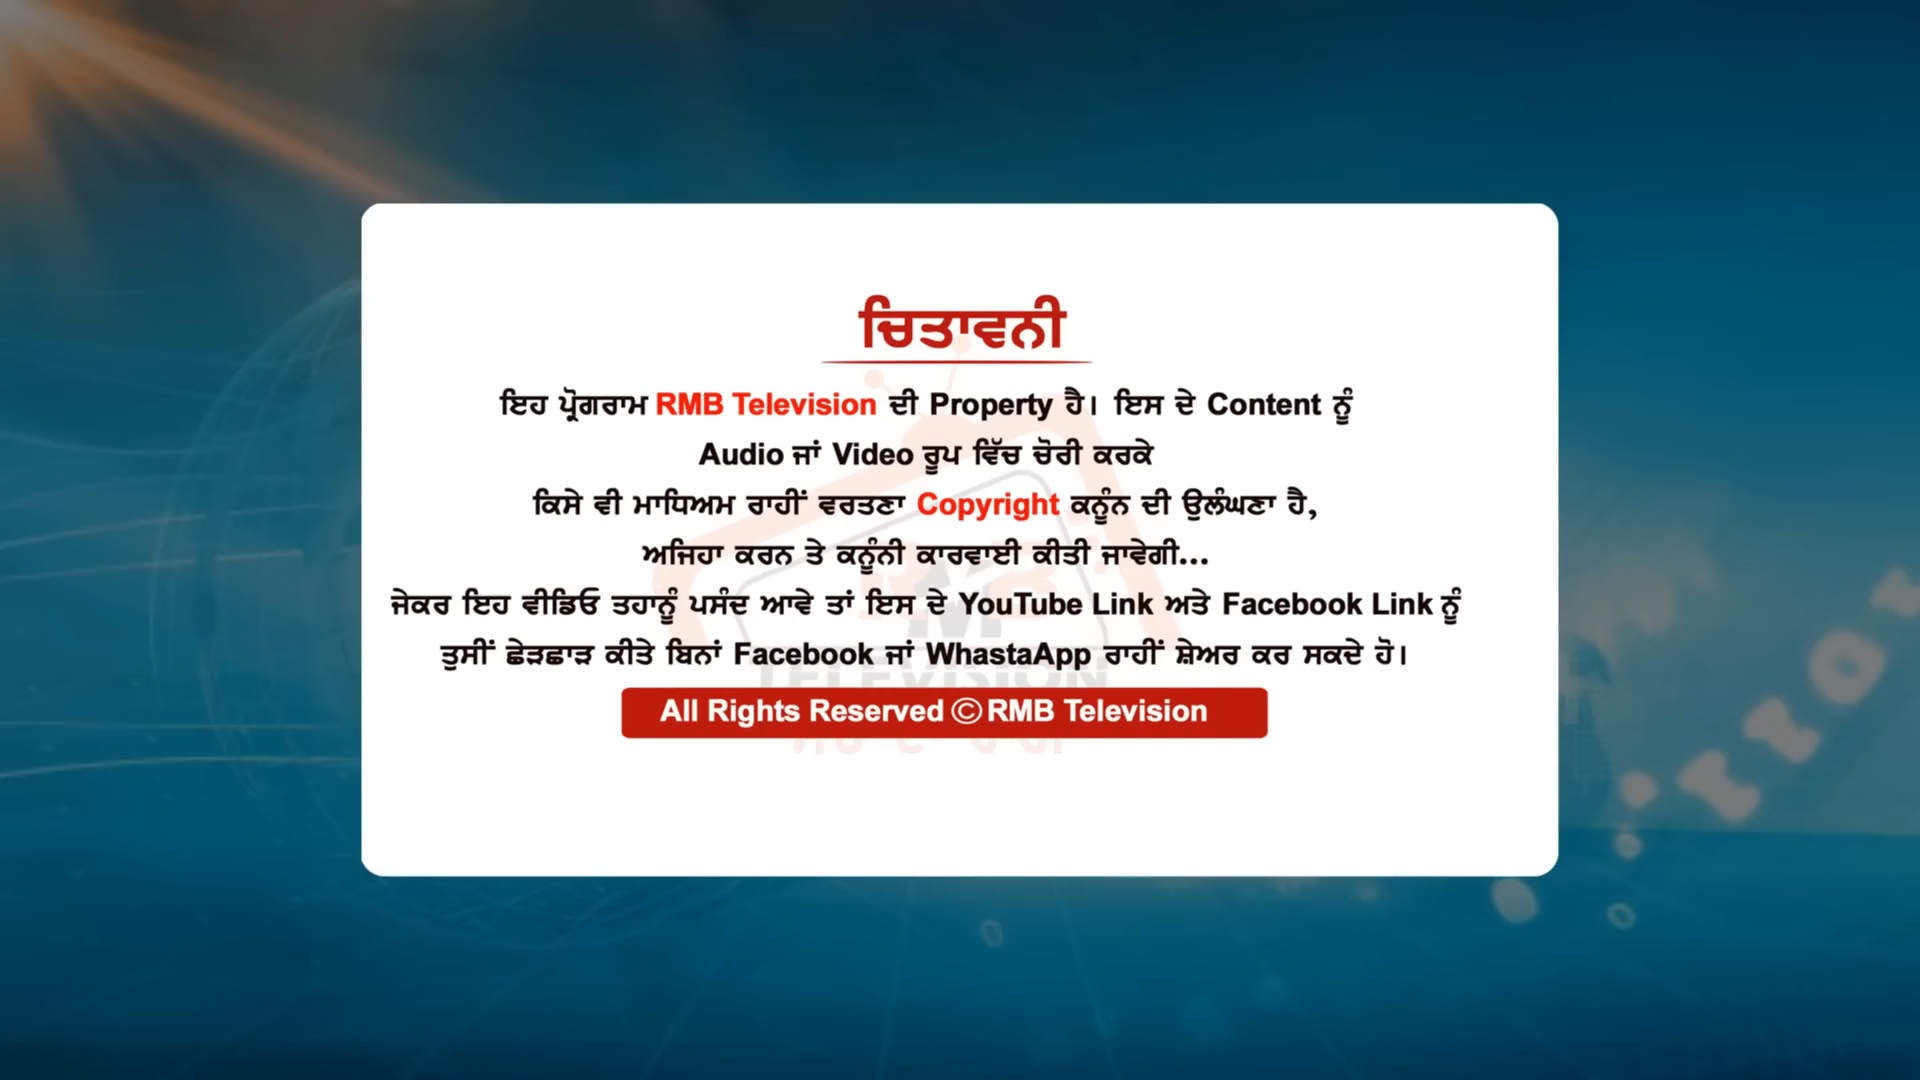 ਚਿਤਾਵਨੀ
ਇਹ ਪ੍ਰੋਗਰਾਮ RMB Television ਦੀ Property ਹੈ। ਇਸ ਦੇ Content ਨੂੰ
Audio ਜਾਂ Video ਰੂਪ ਵਿੱਚ ਚੋਰੀ ਕਰਕੇ
ਕਿਸੇ ਵੀ ਮਾਧਿਅਮ ਰਾਹੀਂ ਵਰਤਣਾ Copyright ਕਨੂੰਨ ਦੀ ਉਲੰਘਣਾ ਹੈ,
ਅਜਿਹਾ ਕਰਨ ਤੇ ਕਨੂੰਨੀ ਕਾਰਵਾਈ ਕੀਤੀ ਜਾਵੇਗੀ...
ਜੇਕਰ ਇਹ ਵੀਡਿਓ ਤਹਾਨੂੰ ਪਸੰਦ ਆਵੇ ਤਾਂ ਇਸ ਦੇ YouTube Link ਅਤੇ Facebook Link ਨੂੰ
ਤੁਸੀਂ ਛੇੜਛਾੜ ਕੀਤੇ ਬਿਨਾਂ Facebook ਜਾਂ WhastaApp ਰਾਹੀਂ ਸ਼ੇਅਰ ਕਰ ਸਕਦੇ ਹੋ।
TELEVISION
All Rights Reserved © RMB Television